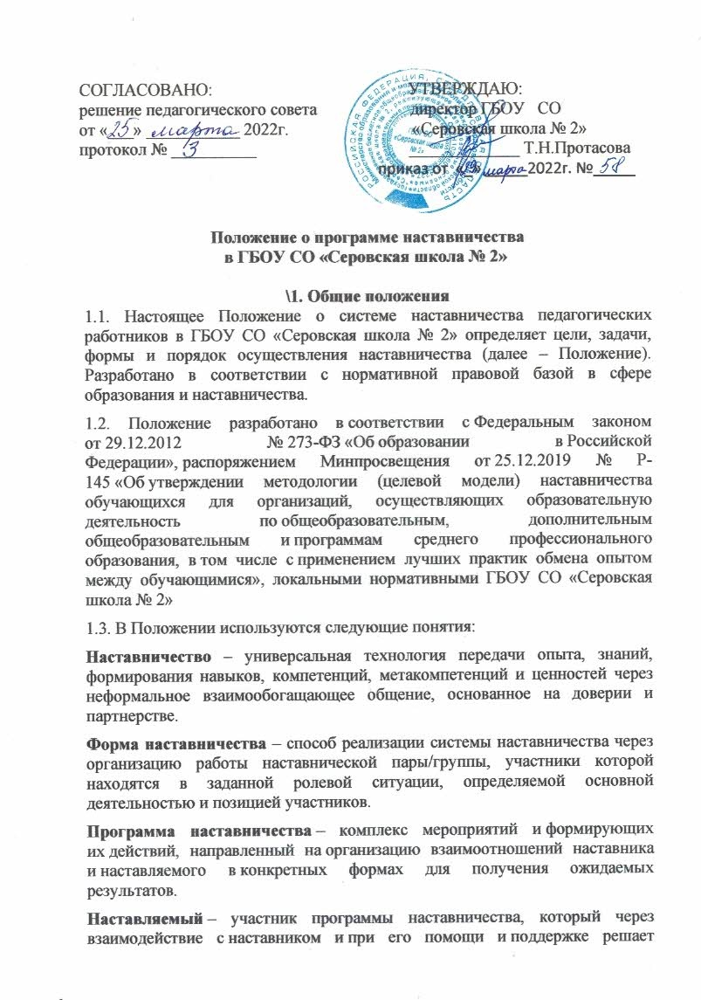 СОГЛАСОВАНО:
решение педагогического совета
от «25» марта 2022г.
протокол № 3
УТВЕРЖДАЮ:
директор ГБОУ СО
«Серовская школа № 2»
Т.Н.Протасова
приказ от « » марта 2022г. № 58
РОССИЙСКАЯ ФЕДЕРАЦИЯ, СВЕРДЛОВСКАЯ ОБЛАСТЬ
Положение о программе наставничества
в ГБОУ СО «Серовская школа № 2»
\1. Общие положения
1.1. Настоящее Положение о системе наставничества педагогических
работников в ГБОУ СО «Серовская школа № 2» определяет цели, задачи,
формы и порядок осуществления наставничества (далее – Положение).
Разработано в соответствии с нормативной правовой базой в сфере
образования и наставничества.
1.2. Положение разработано в соответствии с Федеральным законом
от 29.12.2012 № 273-ФЗ «Об образовании в Российской
Федерации», распоряжением Минпросвещения от 25.12.2019 № Р-
145 «Об утверждении методологии (целевой модели) наставничества
обучающихся для организаций, осуществляющих образовательную
деятельность по общеобразовательным, дополнительным
общеобразовательным и программам среднего профессионального
образования, в том числе с применением лучших практик обмена опытом
между обучающимися», локальными нормативными ГБОУ СО «Серовская
школа № 2»
1.3. В Положении используются следующие понятия:
Наставничество – универсальная технология передачи опыта, знаний,
формирования навыков, компетенций, метакомпетенций и ценностей через
неформальное взаимообогащающее общение, основанное на доверии и
партнерстве.
Форма наставничества – способ реализации системы наставничества через
организацию работы наставнической пары/группы, участники которой
находятся в заданной ролевой ситуации, определяемой основной
деятельностью и позицией участников.
Программа наставничества – комплекс мероприятий и формирующих
их действий, направленный на организацию взаимоотношений наставника
и наставляемого в конкретных формах для получения ожидаемых
результатов.
Наставляемый – участник программы наставничества, который через
взаимодействие с наставником и при его помощи и поддержке решает